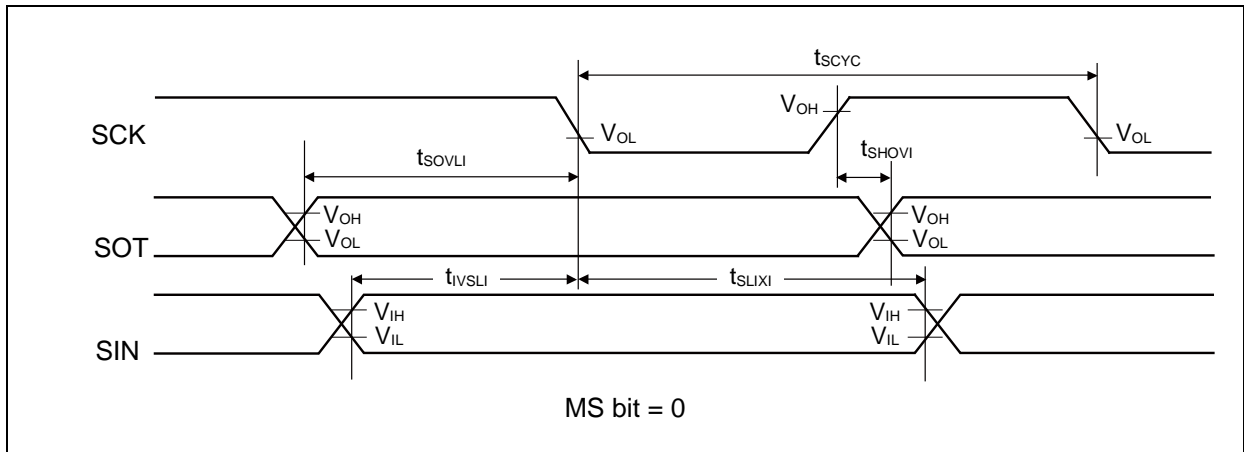 tSCYC
VOH
SCK
VOL
VOL
tSHOVI
tSOVLI
VOH
VOH
SOT
VOL
VOL
tIVSLI
tSLIXI
VIH
VIH
SIN
VIL
VIL
MS bit = 0